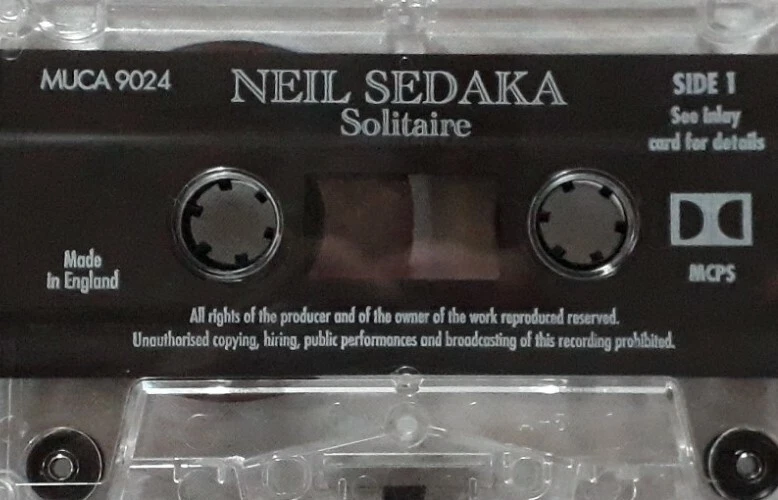 MUCA 9024
NEIL SEDAKA
Solitaire
SIDE 1
See inlay
card for details
Made
in England
MCPS
All rights of the producer and of the owner of the work reproduced reserved.
Unauthorised copying, hiring, public performances and broadcasting of this recording prohibited.